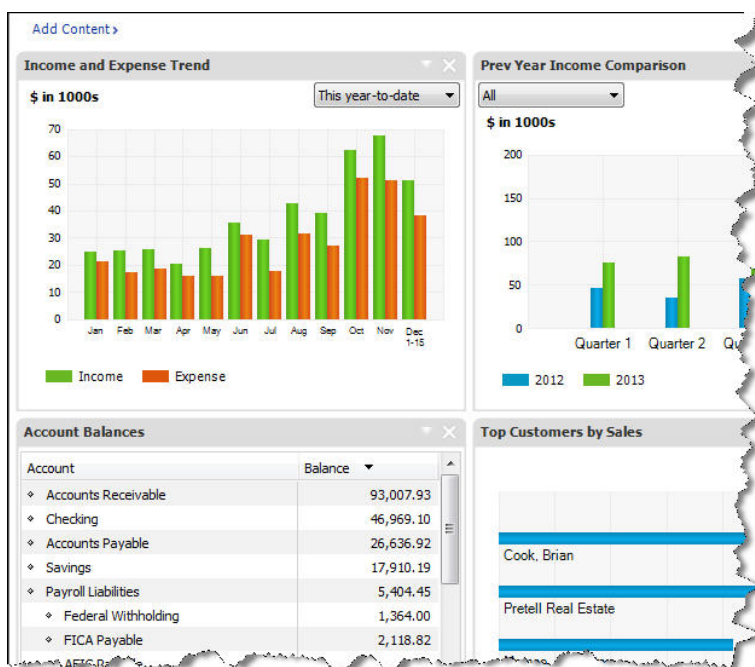 Add Content›
Income and Expense Trend
$ in 1000s
This year-to-date
70
60
50
40
30
20
10
0
Jan Feb Mar Apr May Jun Jul Aug Sep Oct Nov Dec
1-15
Income Expense
Prev Year Income Comparison
All
$ in 1000s
200
150
100
50
0
Quarter 1 Quarter 2
2012 2013
Account Balances
Account Balance
Accounts Receivable 93,007.93
Checking 46,969.10
Accounts Payable 26,636.92
Savings 17,910.19
Payroll Liabilities 5,404.45
Federal Withholding 1,364.00
FICA Payable 2,118.82
Top Customers by Sales
Cook, Brian
Pretell Real Estate